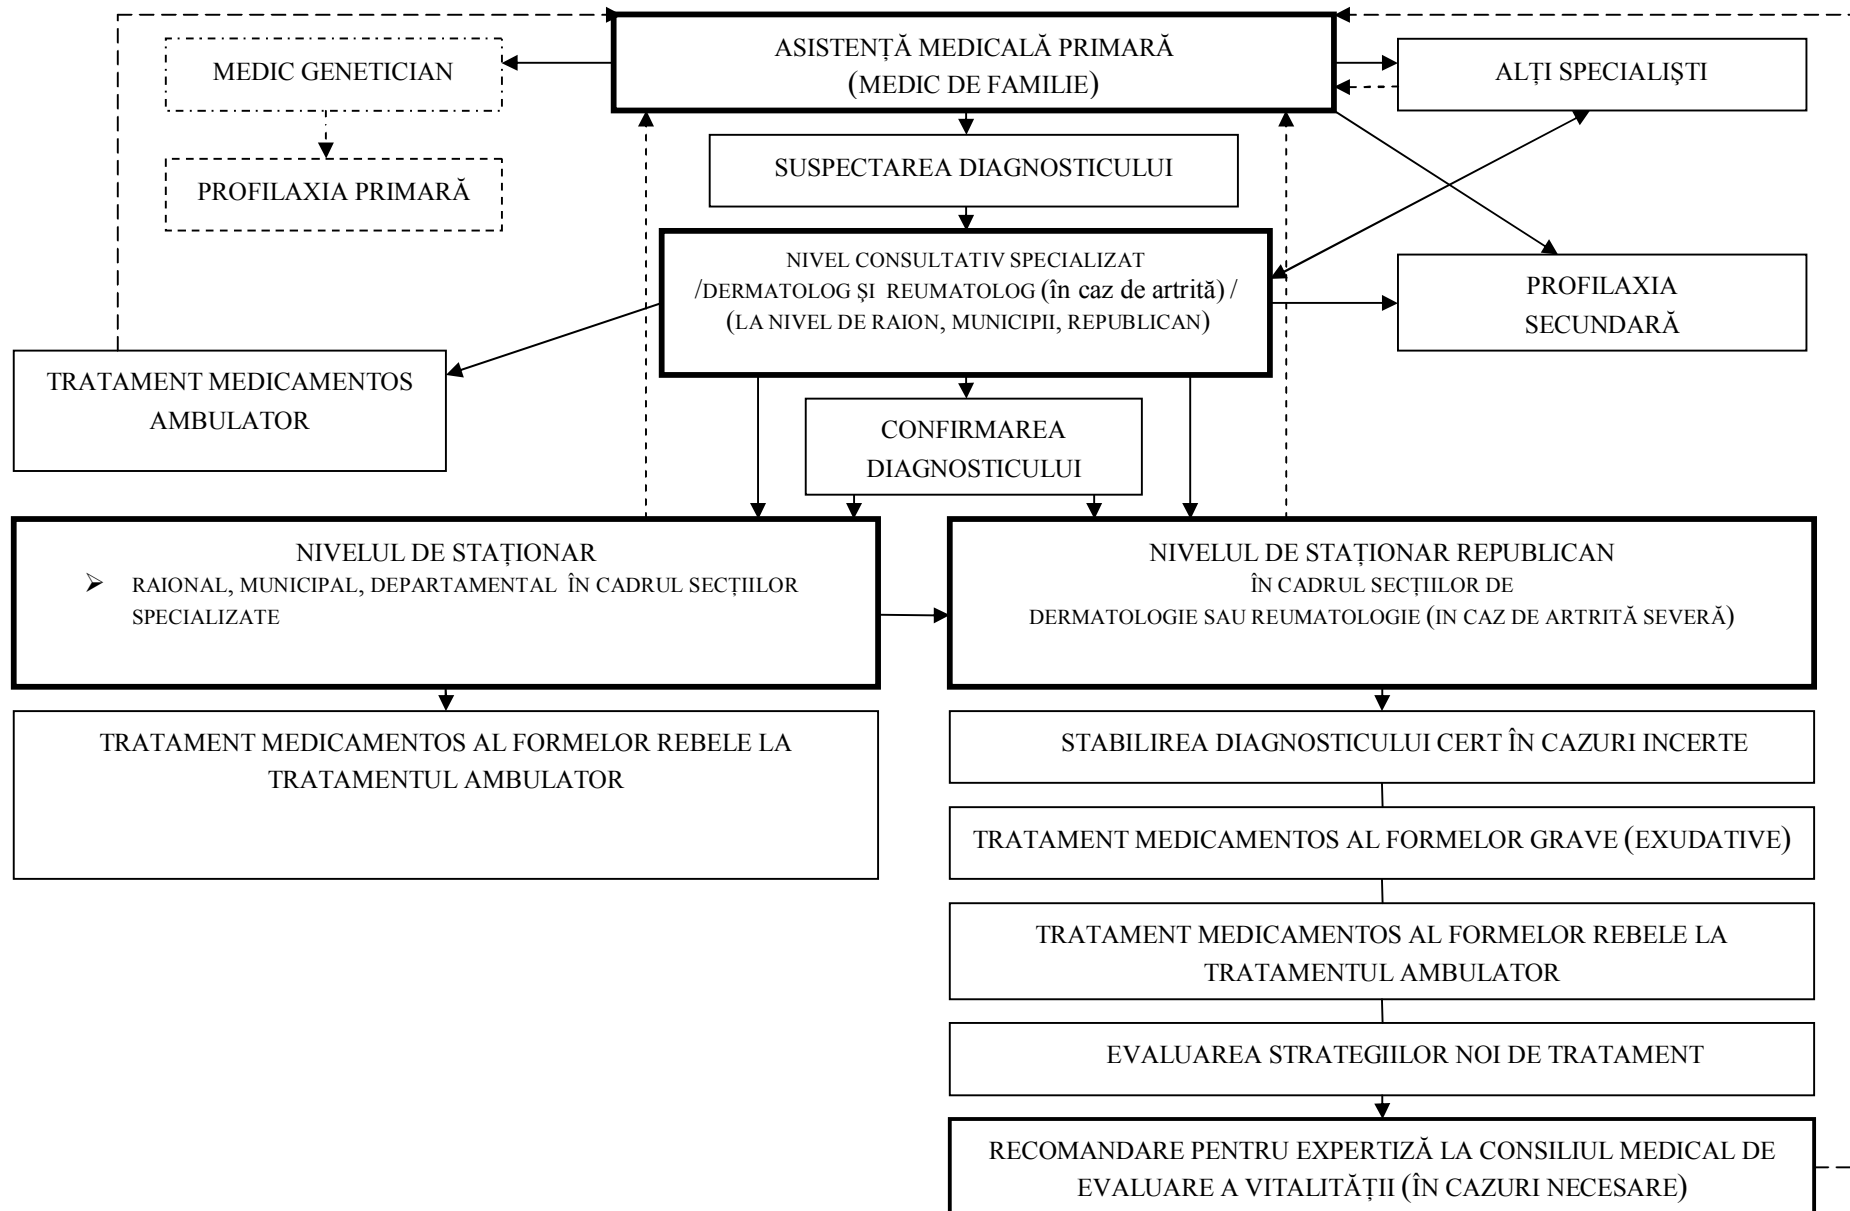 ASISTENȚĂ MEDICALĂ PRIMARĂ
(MEDIC DE FAMILIE)
MEDIC GENETICIAN
ALȚI SPECIALIŞTI
SUSPECTAREA DIAGNOSTICULUI
PROFILAXIA PRIMARĂ
NIVEL CONSULTATIV SPECIALIZAT
/DERMATOLOG ŞI REUMATOLOG (în caz de artrită) /
(LA NIVEL DE RAION, MUNICIPII, REPUBLICAN)
PROFILAXIA
SECUNDARĂ
TRATAMENT MEDICAMENTOS
AMBULATOR
CONFIRMAREA
DIAGNOSTICULUI
NIVELUL DE STAȚIONAR
➢ RAIONAL, MUNICIPAL, DEPARTAMENTAL ÎN CADRUL SECȚIILOR
SPECIALIZATE
NIVELUL DE STAȚIONAR REPUBLICAN
ÎN CADRUL SECȚIILOR DE
DERMATOLOGIE SAU REUMATOLOGIE (IN CAZ DE ARTRITĂ SEVERĂ)
TRATAMENT MEDICAMENTOS AL FORMELOR REBELE LA
TRATAMENTUL AMBULATOR
STABILIREA DIAGNOSTICULUI CERT ÎN CAZURI INCERTE
TRATAMENT MEDICAMENTOS AL FORMELOR GRAVE (EXUDATIVE)
TRATAMENT MEDICAMENTOS AL FORMELOR REBELE LA
TRATAMENTUL AMBULATOR
EVALUAREA STRATEGIILOR NOI DE TRATAMENT
RECOMANDARE PENTRU EXPERTIZĂ LA CONSILIUL MEDICAL DE
EVALUARE A VITALITĂȚII (ÎN CAZURI NECESARE)